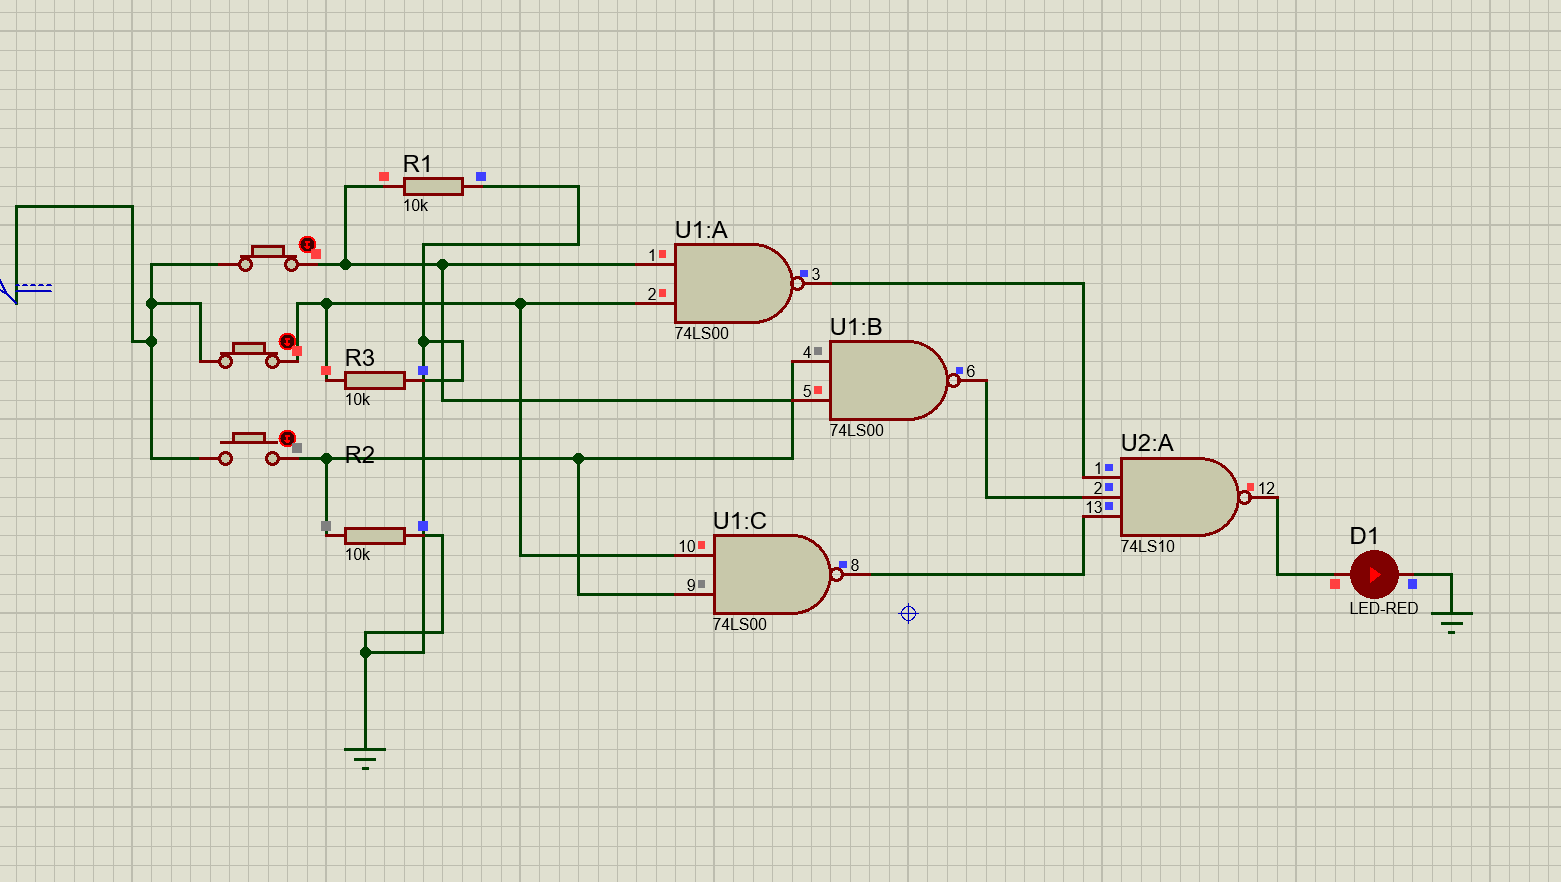 R1
10k
U1:A
1
2
3
74LS00
U1:B
4
5
6
74LS00
R3
10k
R2
10k
U2:A
1
2
13
12
74LS10
U1:C
10
9
8
74LS00
D1
LED-RED